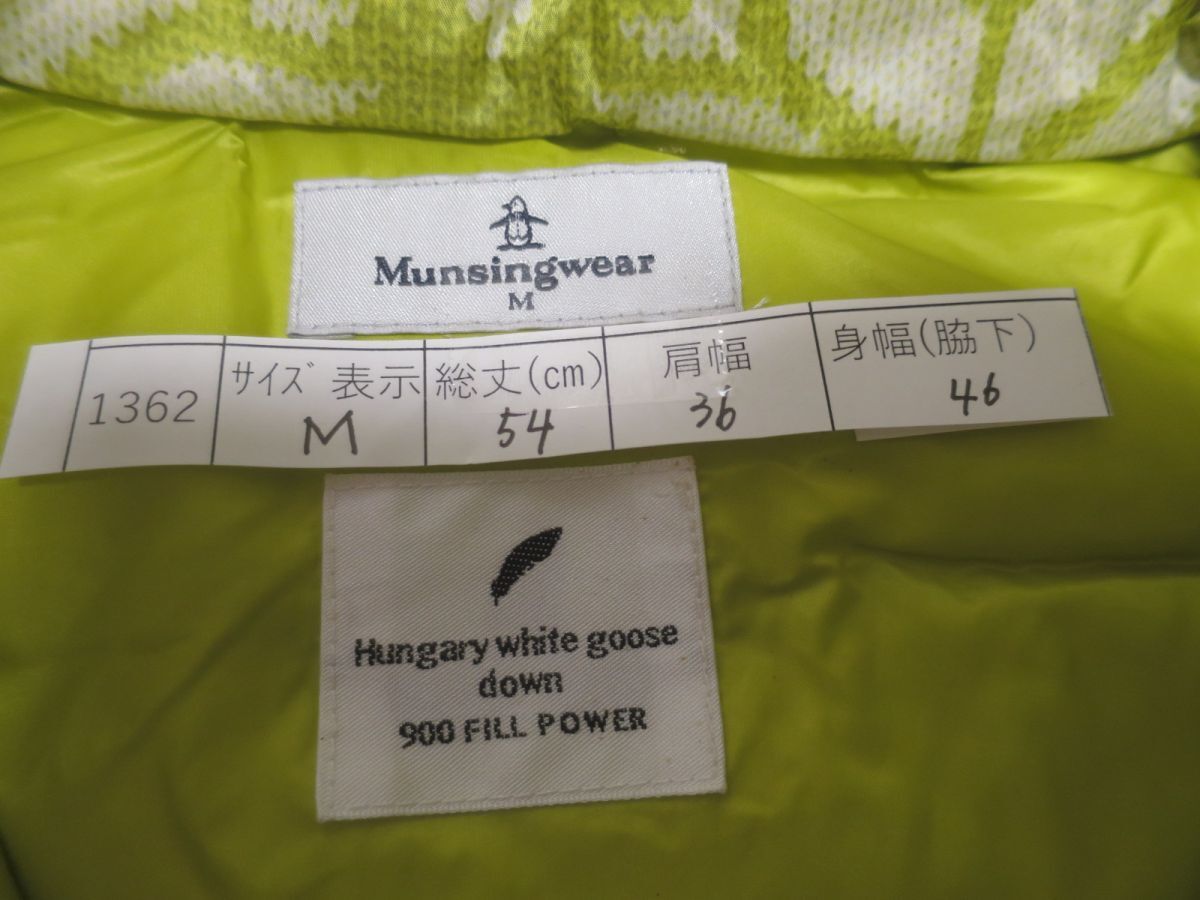 Munsingwear
M
1362 サイズ 表示 総丈(cm) 肩幅 身幅(脇下)
M 54 36 46
Hungary white goose
down
900 FILL POWER